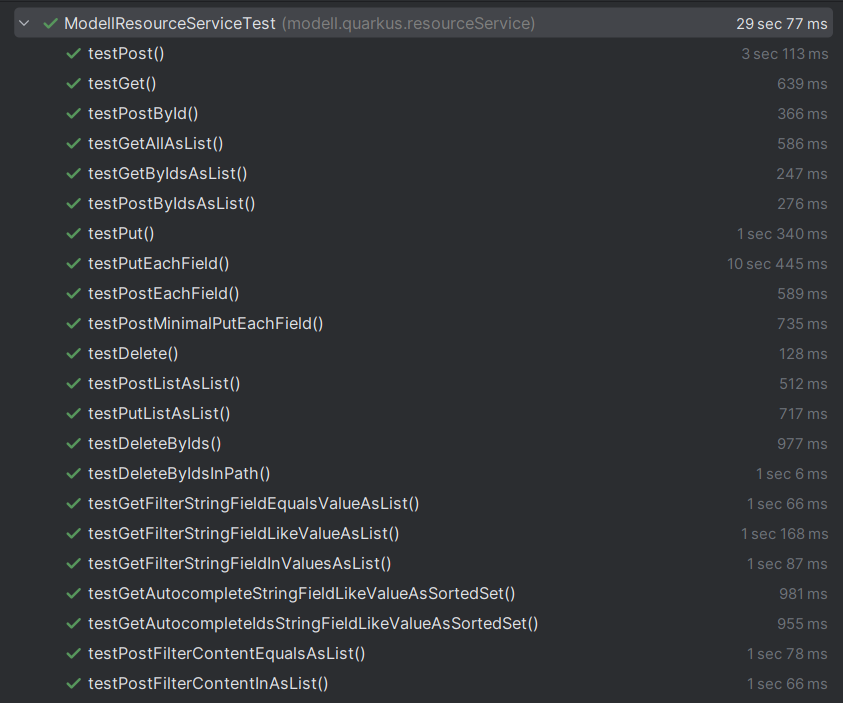 ModellResourceServiceTest (modell.quarkus.resourceService) 29 sec 77 ms
testPost() 3 sec 113 ms
testGet() 639 ms
testPostById() 366 ms
testGetAllAsList() 586 ms
testGetByIdsAsList() 247 ms
testPostByIdsAsList() 276 ms
testPut() 1 sec 340 ms
testPutEachField() 10 sec 445 ms
testPostEachField() 589 ms
testPostMinimalPutEachField() 735 ms
testDelete() 128 ms
testPostListAsList() 512 ms
testPutListAsList() 717 ms
testDeleteByIds() 977 ms
testDeleteByIdsInPath() 1 sec 6 ms
testGetFilterStringFieldEqualsValueAsList() 1 sec 66 ms
testGetFilterStringFieldLikeValueAsList() 1 sec 168 ms
testGetFilterStringFieldInValuesAsList() 1 sec 87 ms
testGetAutocompleteStringFieldLikeValueAsSortedSet() 981 ms
testGetAutocompleteIdsStringFieldLikeValueAsSortedSet() 955 ms
testPostFilterContentEqualsAsList() 1 sec 78 ms
testPostFilterContentInAsList() 1 sec 66 ms